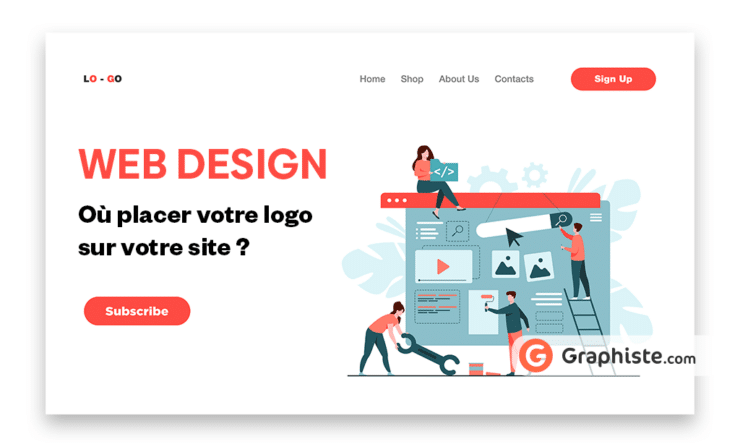 LO - GO
Home Shop About Us Contacts Sign Up
WEB DESIGN
Où placer votre logo
sur votre site ?
</>
Subscribe
G Graphiste.com